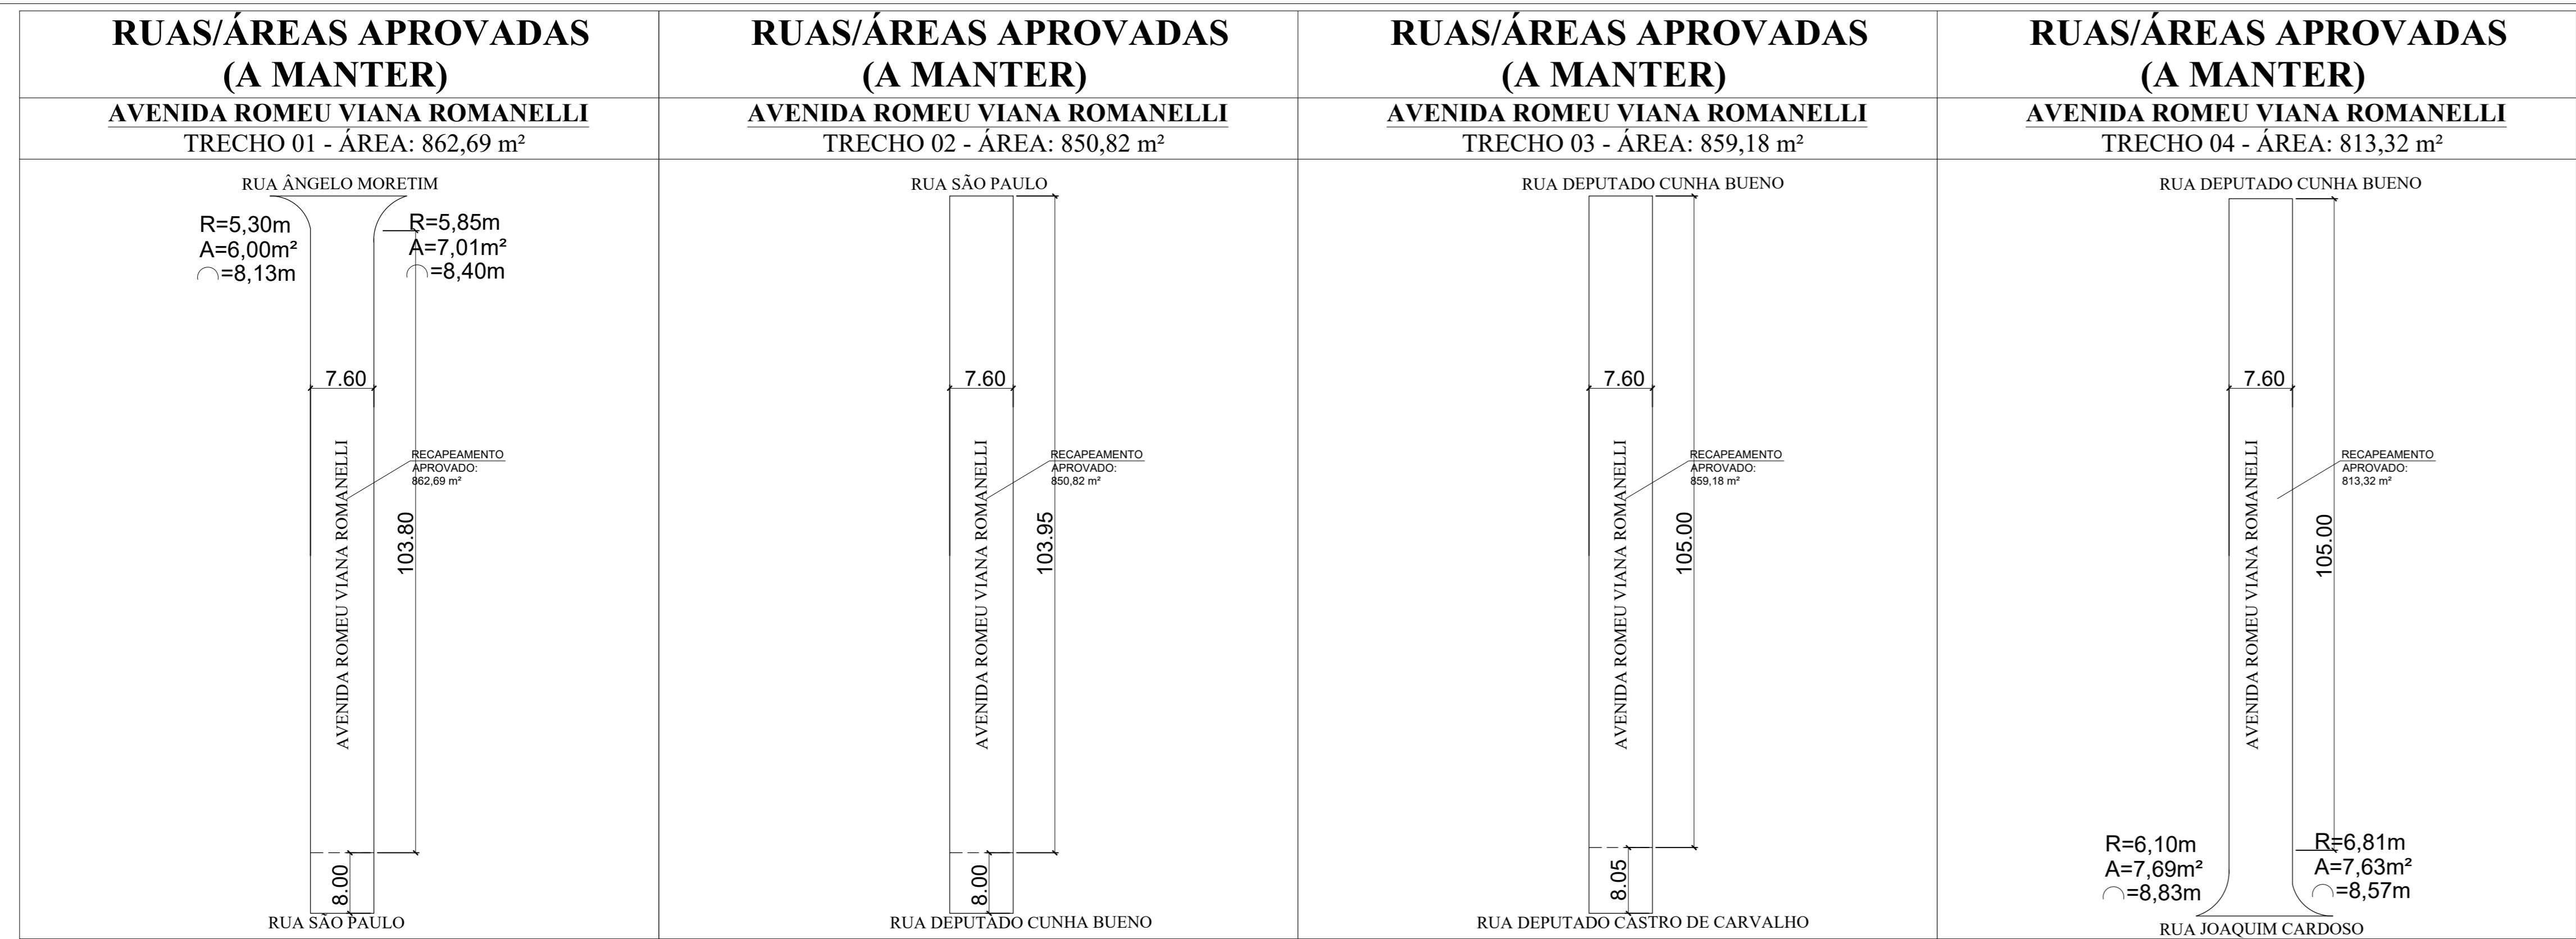 RUAS/ÁREAS APROVADAS
(A MANTER)
AVENIDA ROMEU VIANA ROMANELLI
TRECHO 01 - ÁREA: 862,69 m²
RUA ÂNGELO MORETIM
R=5,30m
A=6,00m²
=8,13m
R=5,85m
A=7,01m²
=8,40m
7.60
RECAPEAMENTO
APROVADO:
862,69 m²
AVENIDA ROMEU VIANA ROMANELLI
103.80
8.00
RUA SÃO PAULO
RUAS/ÁREAS APROVADAS
(A MANTER)
AVENIDA ROMEU VIANA ROMANELLI
TRECHO 02 - ÁREA: 850,82 m²
RUA SÃO PAULO
7.60
RECAPEAMENTO
APROVADO:
850,82 m²
AVENIDA ROMEU VIANA ROMANELLI
103.95
8.00
RUA DEPUTADO CUNHA BUENO
RUAS/ÁREAS APROVADAS
(A MANTER)
AVENIDA ROMEU VIANA ROMANELLI
TRECHO 03 - ÁREA: 859,18 m²
RUA DEPUTADO CUNHA BUENO
7.60
RECAPEAMENTO
APROVADO:
859,18 m²
AVENIDA ROMEU VIANA ROMANELLI
105.00
8.05
RUA DEPUTADO CASTRO DE CARVALHO
RUAS/ÁREAS APROVADAS
(A MANTER)
AVENIDA ROMEU VIANA ROMANELLI
TRECHO 04 - ÁREA: 813,32 m²
RUA DEPUTADO CUNHA BUENO
7.60
RECAPEAMENTO
APROVADO:
813,32 m²
AVENIDA ROMEU VIANA ROMANELLI
105.00
R=6,10m
A=7,69m²
=8,83m
R=6,81m
A=7,63m²
=8,57m
RUA JOAQUIM CARDOSO